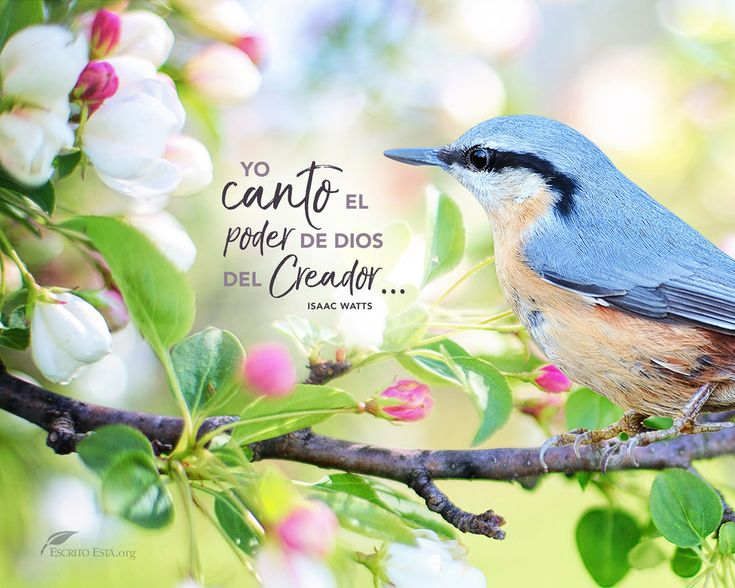 YO
canto EL
poder DE DIOS
DEL Creador...
ISAAC WATTS
ESCRITO ESTÁ.org